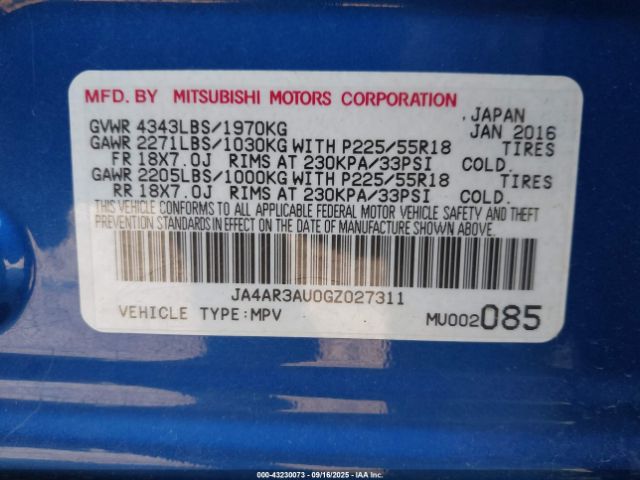 MFD. BY MITSUBISHI MOTORS CORPORATION
GVWR 4343LBS/1970KG JAPAN JAN 2016
GAWR 2271LBS/1030KG WITH P225/55R18 TIRES
FR 18X7.0J RIMS AT 230KPA/33PSI COLD.
GAWR 2205LBS/1000KG WITH P225/55R18 TIRES
RR 18X7.0J RIMS AT 230KPA/33PSI COLD.
THIS VEHICLE CONFORMS TO ALL APPLICABLE FEDERAL MOTOR VEHICLE SAFETY AND THEFT
PREVENTION STANDARDS IN EFFECT ON THE DATE OF MANUFACTURE SHOWN ABOVE.
JA4AR3AU0GZ027311
VEHICLE TYPE:MPV MU002085
00-43230073 - 09/16/2025 - © IAA, Inc.